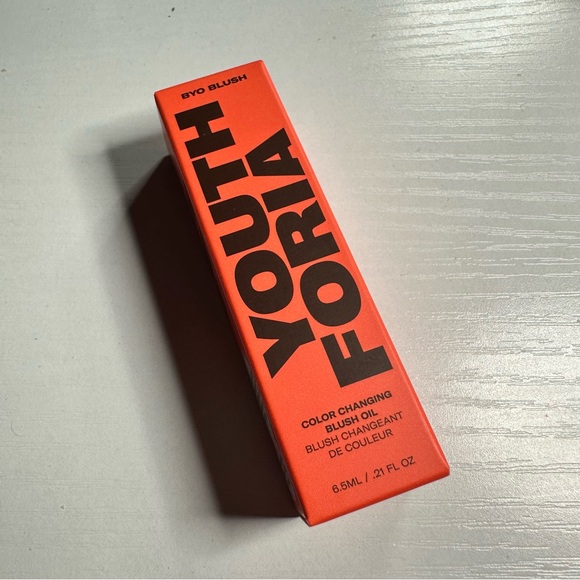 BYO BLUSH
YOUTH
FORIA
COLOR CHANGING
BLUSH OIL
BLUSH CHANGEANT
DE COULEUR
6.5ML / .21 FL OZ